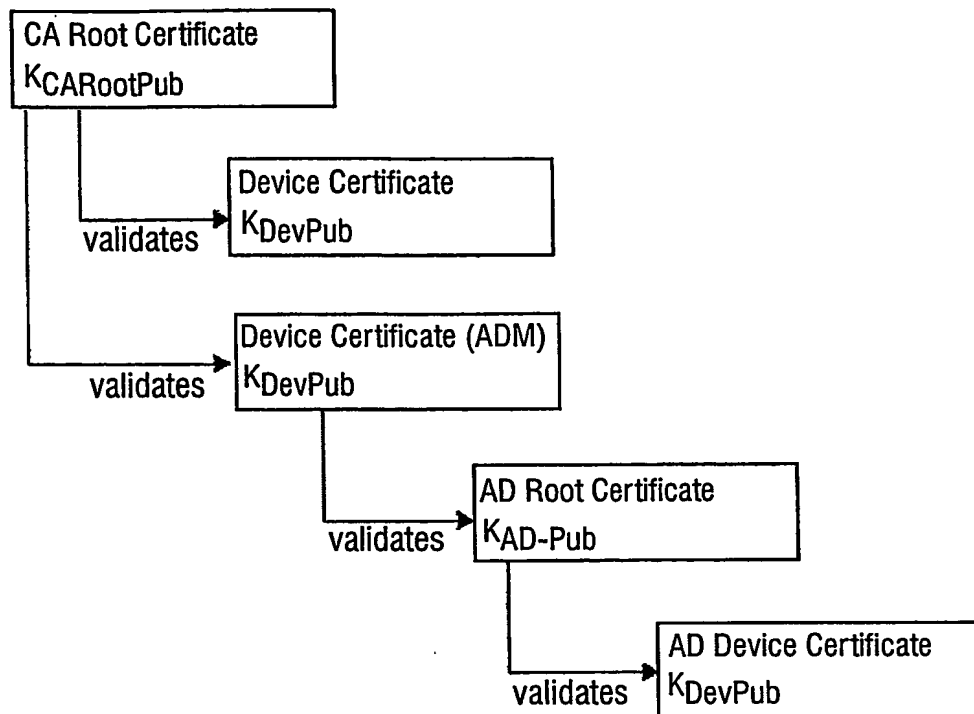 CA Root Certificate
KCARootPub
Device Certificate
KDevPub
validates
Device Certificate (ADM)
KDevPub
validates
AD Root Certificate
KAD-Pub
validates
AD Device Certificate
KDevPub
validates